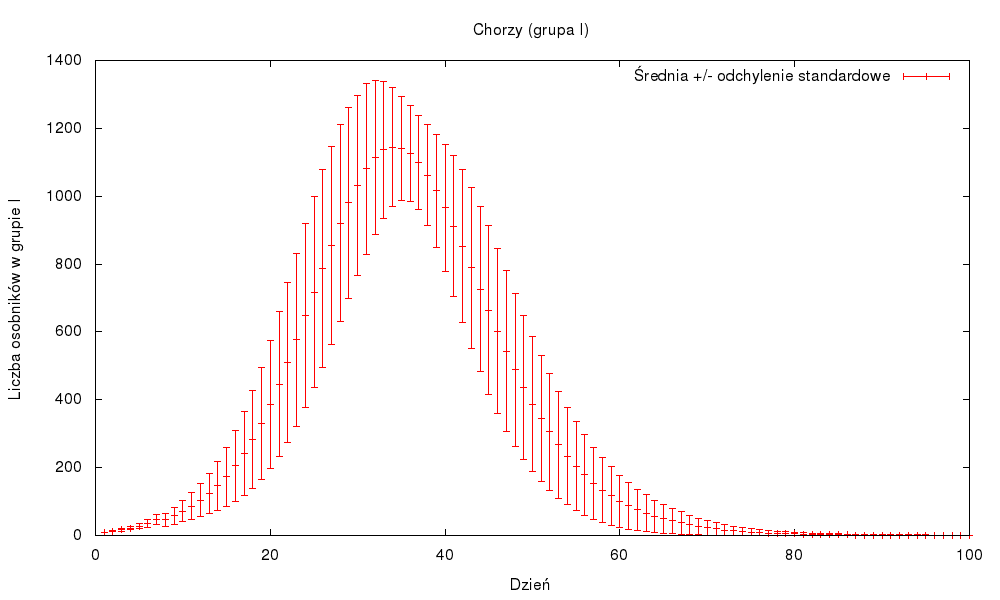 Chorzy (grupa I)
Średnia +/- odchylenie standardowe
Liczba osobników w grupie I
1400
1200
1000
800
600
400
200
0
0 20 40 60 80 100
Dzień